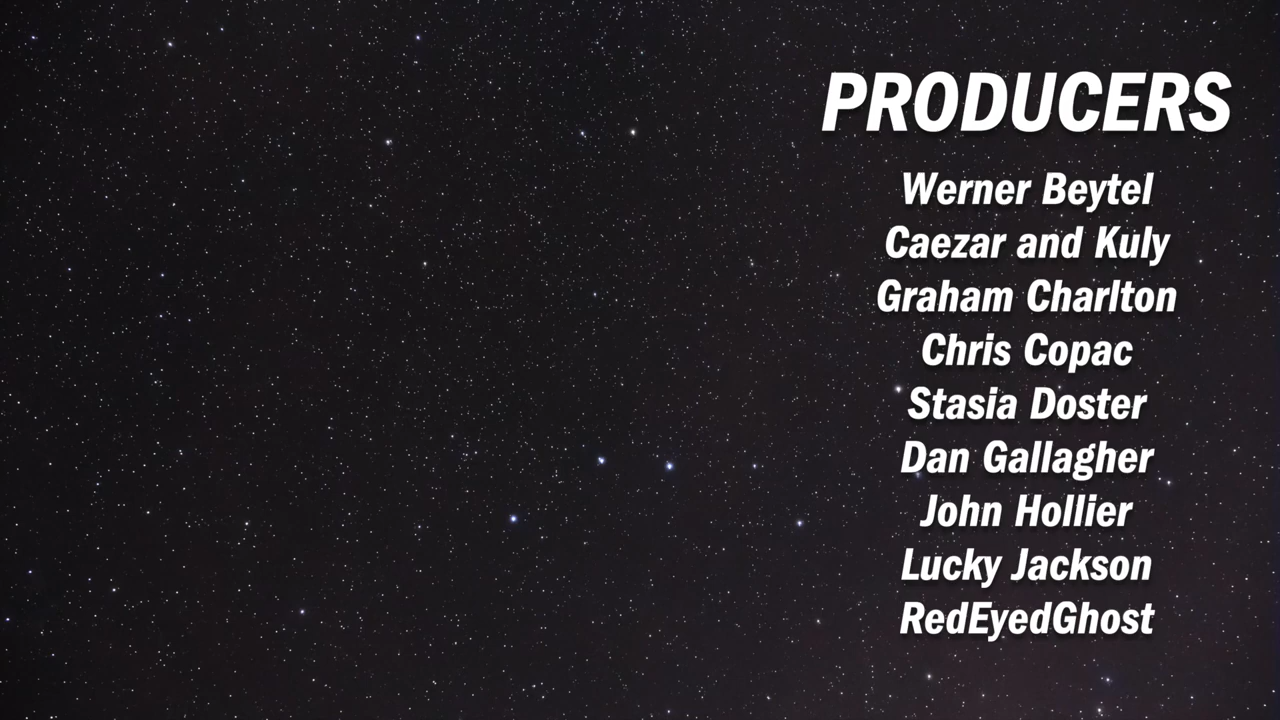 PRODUCERS
Werner Beytel
Caezar and Kuly
Graham Charlton
Chris Copac
Stasia Doster
Dan Gallagher
John Hollier
Lucky Jackson
RedEyedGhost